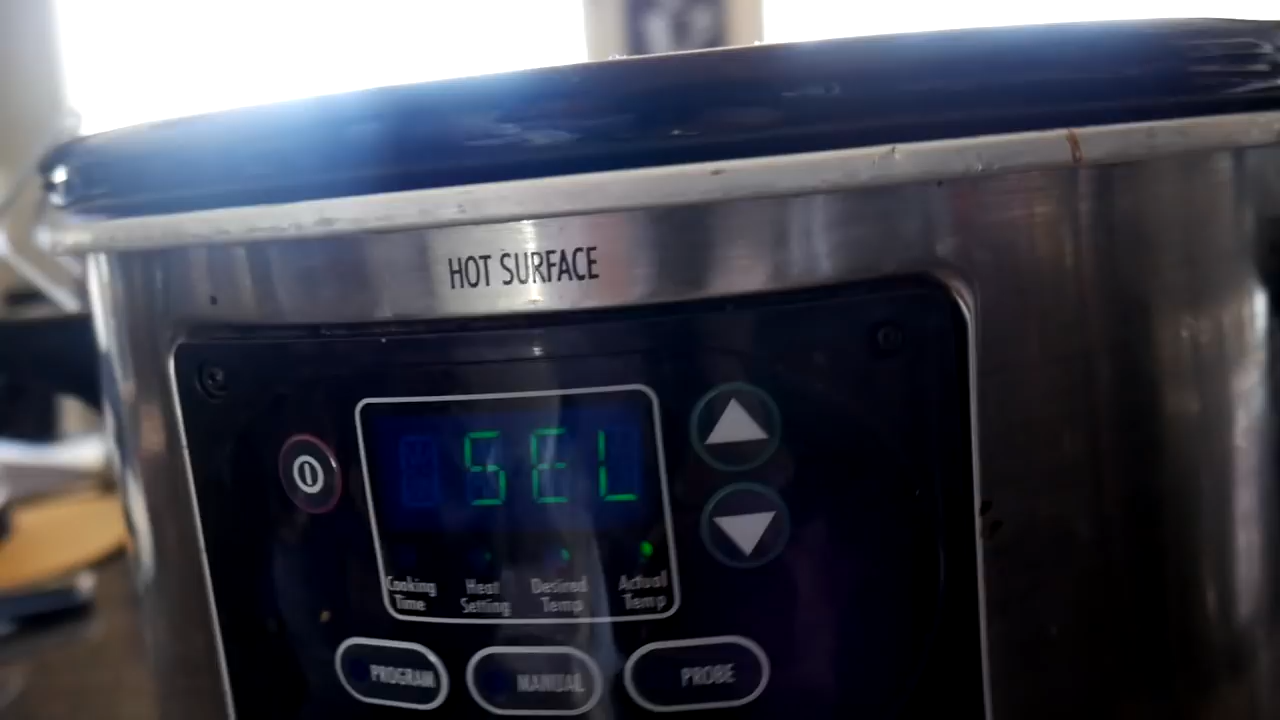 HOT SURFACE
SEL
Cooking Time
Heat Setting
Desired Temp
Actual Temp
PROGRAM
MANUAL
PROBE